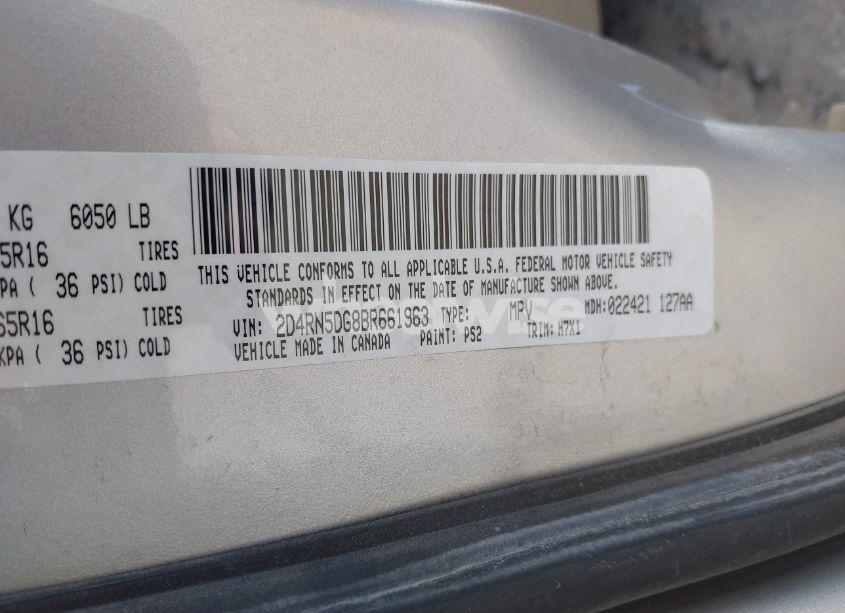 KG 6050 LB
5R16 TIRES
PA ( 36 PSI) COLD
65R16 TIRES
KPA ( 36 PSI) COLD
THIS VEHICLE CONFORMS TO ALL APPLICABLE U.S.A. FEDERAL MOTOR VEHICLE SAFETY
STANDARDS IN EFFECT ON THE DATE OF MANUFACTURE SHOWN ABOVE.
VIN: 2D4RN5DG8BR661963 TYPE: MPV MDH:022421 127AA
VEHICLE MADE IN CANADA PAINT: PS2 TRIM: H7X1